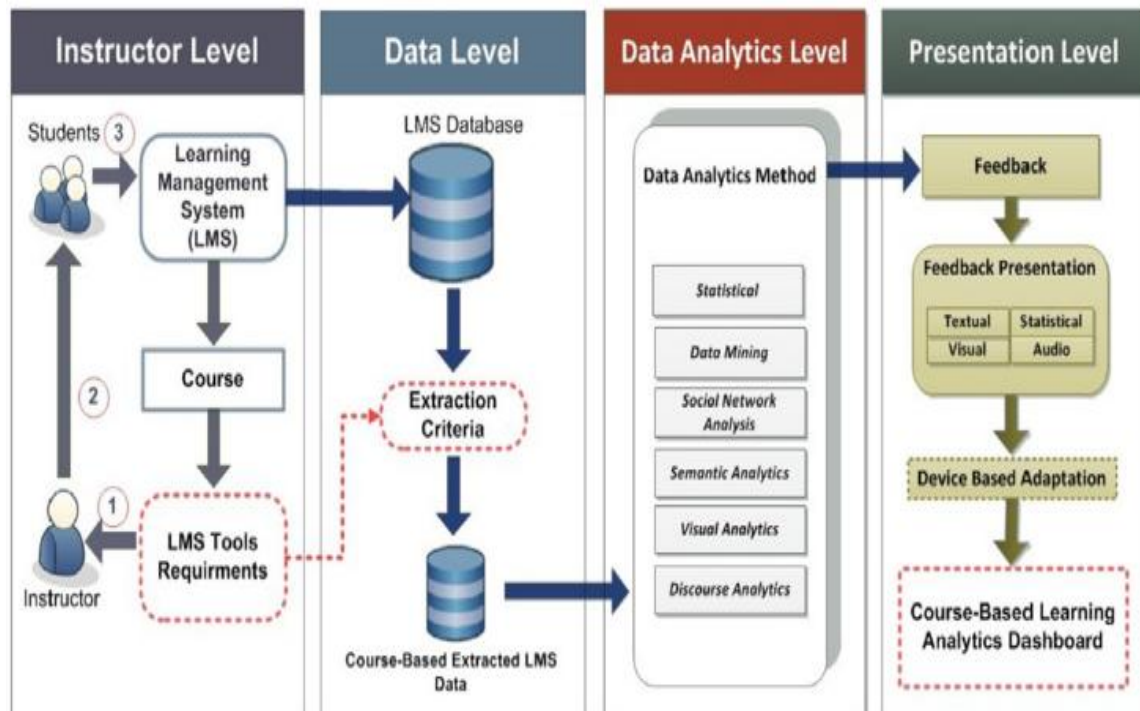 Instructor Level
Students
3
Learning
Management
System
(LMS)
Course
2
1
LMS Tools
Requirments
Instructor
Data Level
LMS Database
Extraction
Criteria
Course-Based Extracted LMS
Data
Data Analytics Level
Data Analytics Method
Statistical
Data Mining
Social Network
Analysis
Semantic Analytics
Visual Analytics
Discourse Analytics
Presentation Level
Feedback
Feedback Presentation
Textual Statistical
Visual Audio
Device Based Adaptation
Course-Based Learning
Analytics Dashboard